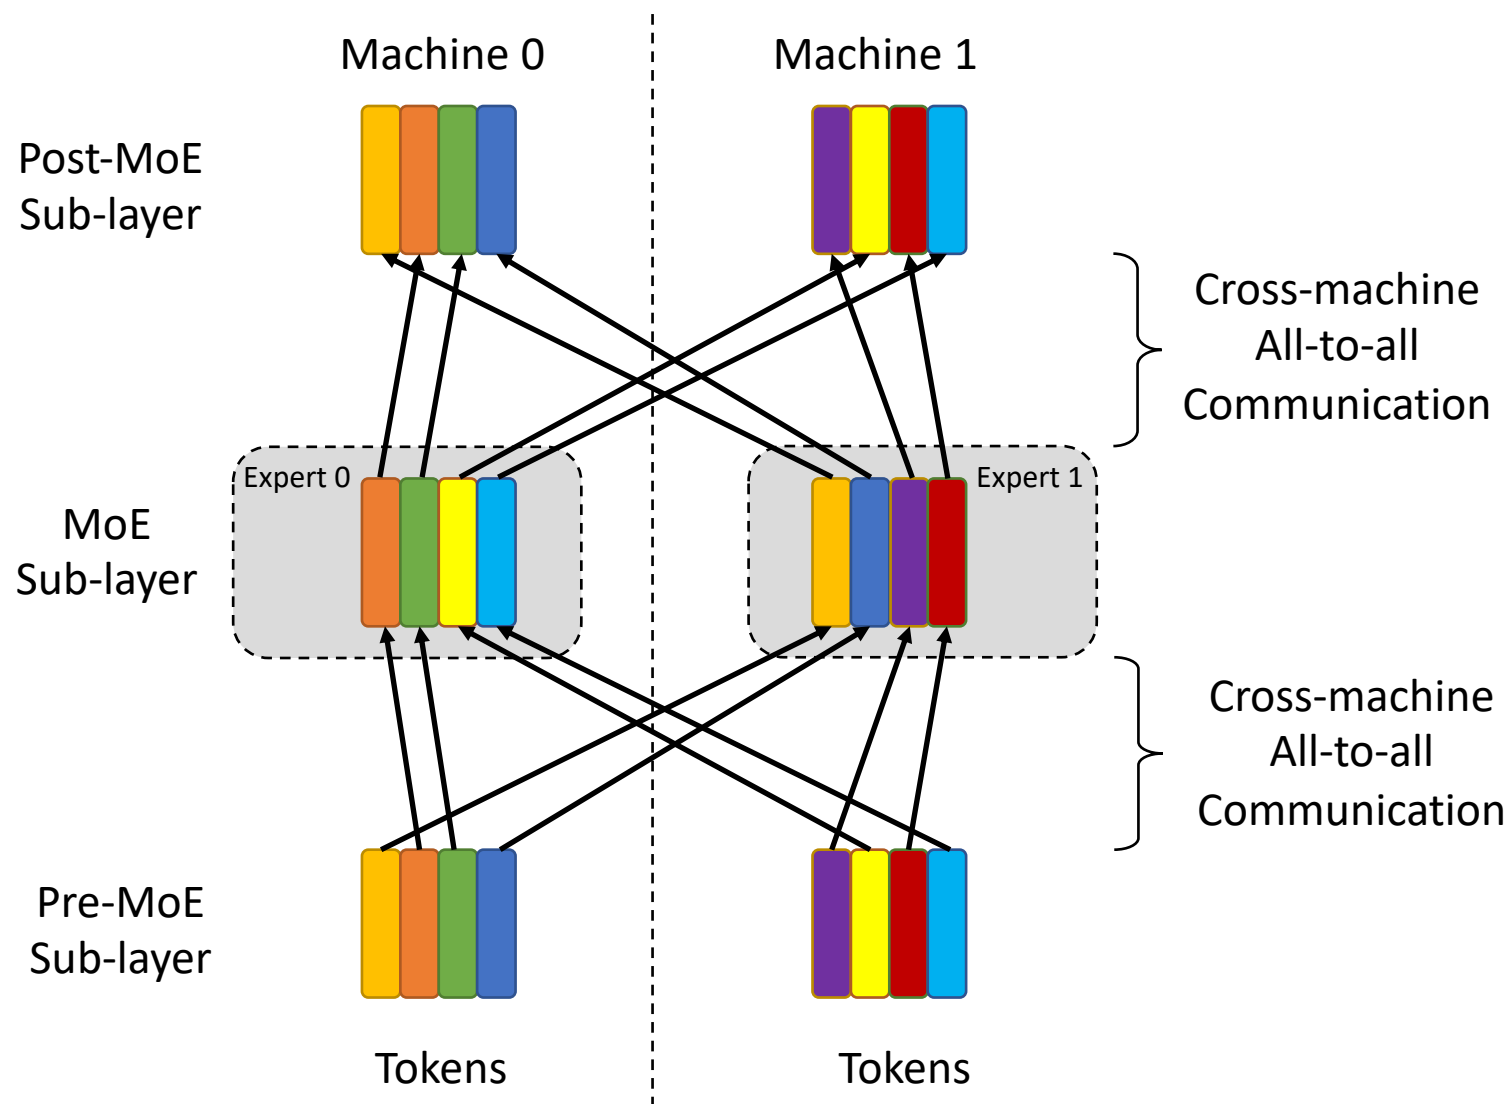 Machine 0
Machine 1
Post-MoE
Sub-layer
Cross-machine
All-to-all
Communication
Expert 0
Expert 1
MoE
Sub-layer
Cross-machine
All-to-all
Communication
Pre-MoE
Sub-layer
Tokens
Tokens